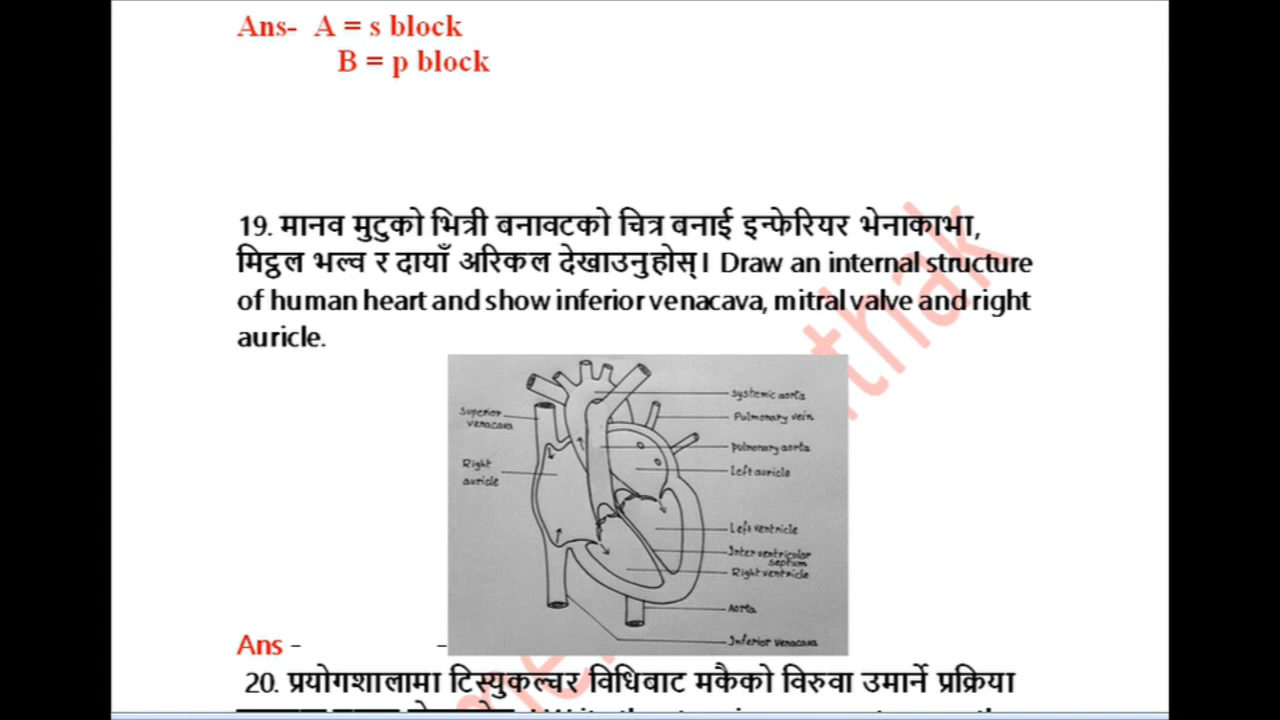 Ans- A = s block
B = p block
19. मानव मुटुको भित्री बनावटको चित्र बनाई इन्फेरियर भेनाकाभा,
मिट्रल भल्व र दायाँ अरिकल देखाउनुहोस्। Draw an internal structure
of human heart and show inferior venacava, mitral valve and right
auricle.
systemic aorta
Superior
venacava
Pulmonary vein
pulmonary aorta
Right
auricle
Left auricle
Left ventricle
Inter ventricolor
septum
Right ventricle
Aorta
Inferior venacava
Ans -
-
20. प्रयोगशालामा टिस्युकल्चर विधिबाट मकैको विरुवा उमार्ने प्रक्रिया